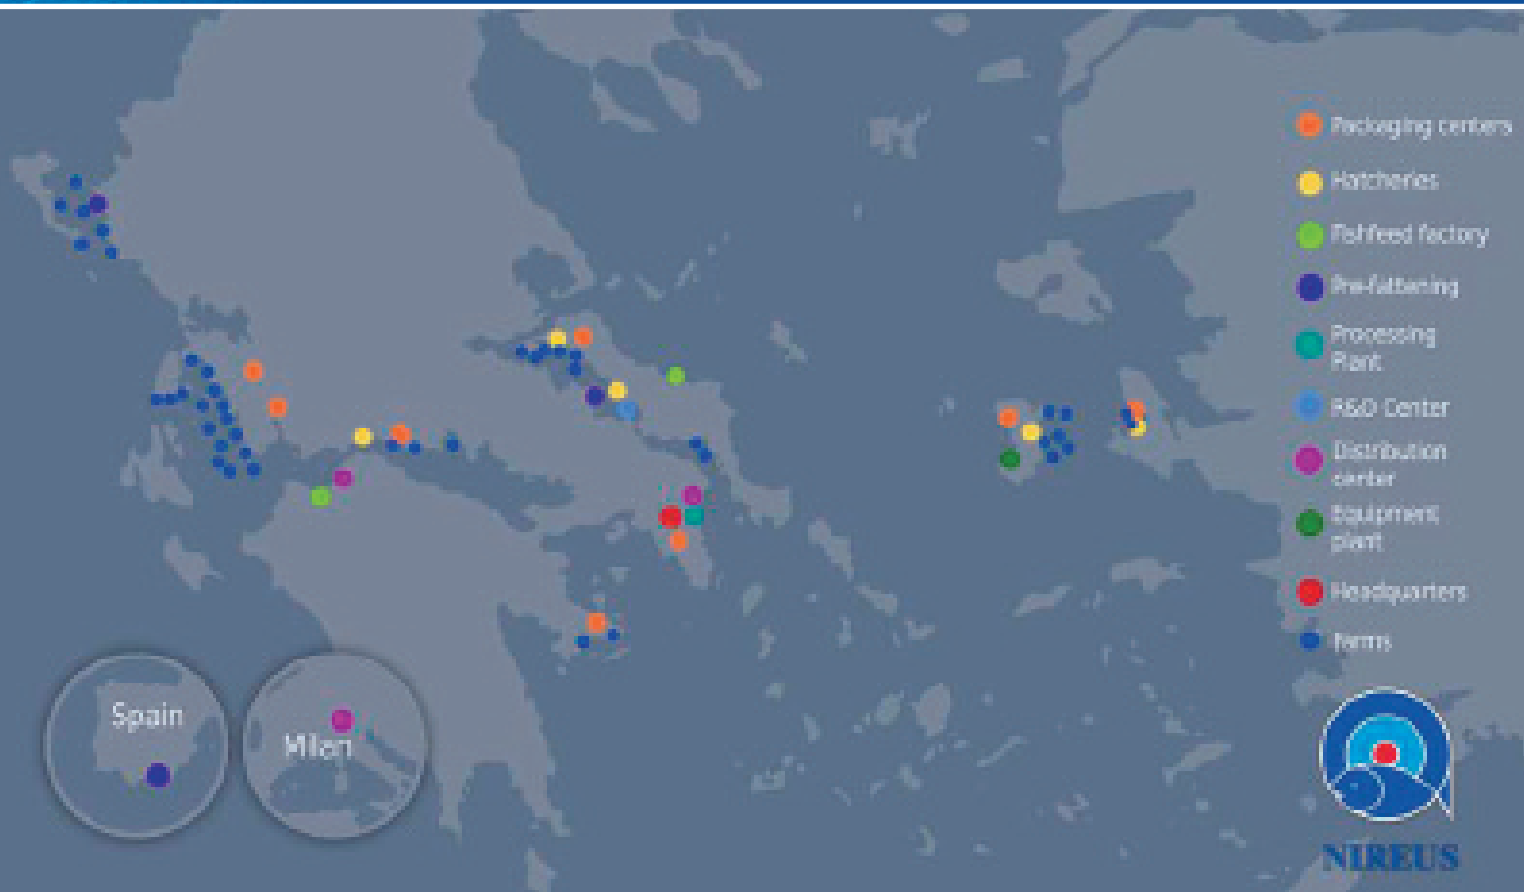 Packaging centers
Hatcheries
Fishfeed factory
Pre-fattening
Processing
Plant
R&D Center
Distribution
center
Equipment
plant
Headquarters
Farms
Spain
Milan
NIREUS